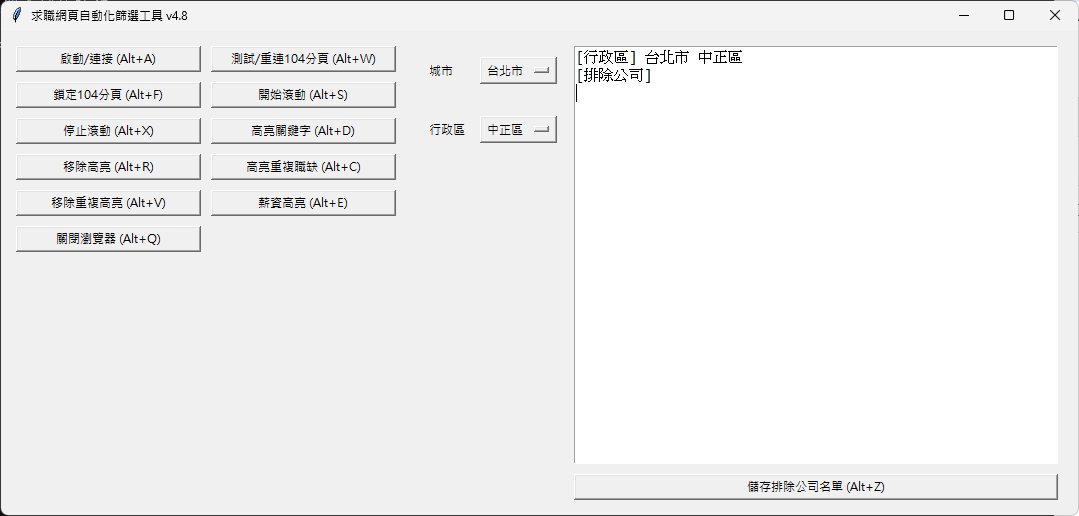 求職網頁自動化篩選工具 v4.8
啟動/連接 (Alt+A)
測試/重連104分頁 (Alt+W)
鎖定104分頁 (Alt+F)
開始滾動 (Alt+S)
停止滾動 (Alt+X)
高亮關鍵字 (Alt+D)
移除高亮 (Alt+R)
高亮重複職缺 (Alt+C)
移除重複高亮 (Alt+V)
薪資高亮 (Alt+E)
關閉瀏覽器 (Alt+Q)
城市
台北市
行政區
中正區
[行政區] 台北市 中正區
[排除公司]
儲存排除公司名單 (Alt+Z)